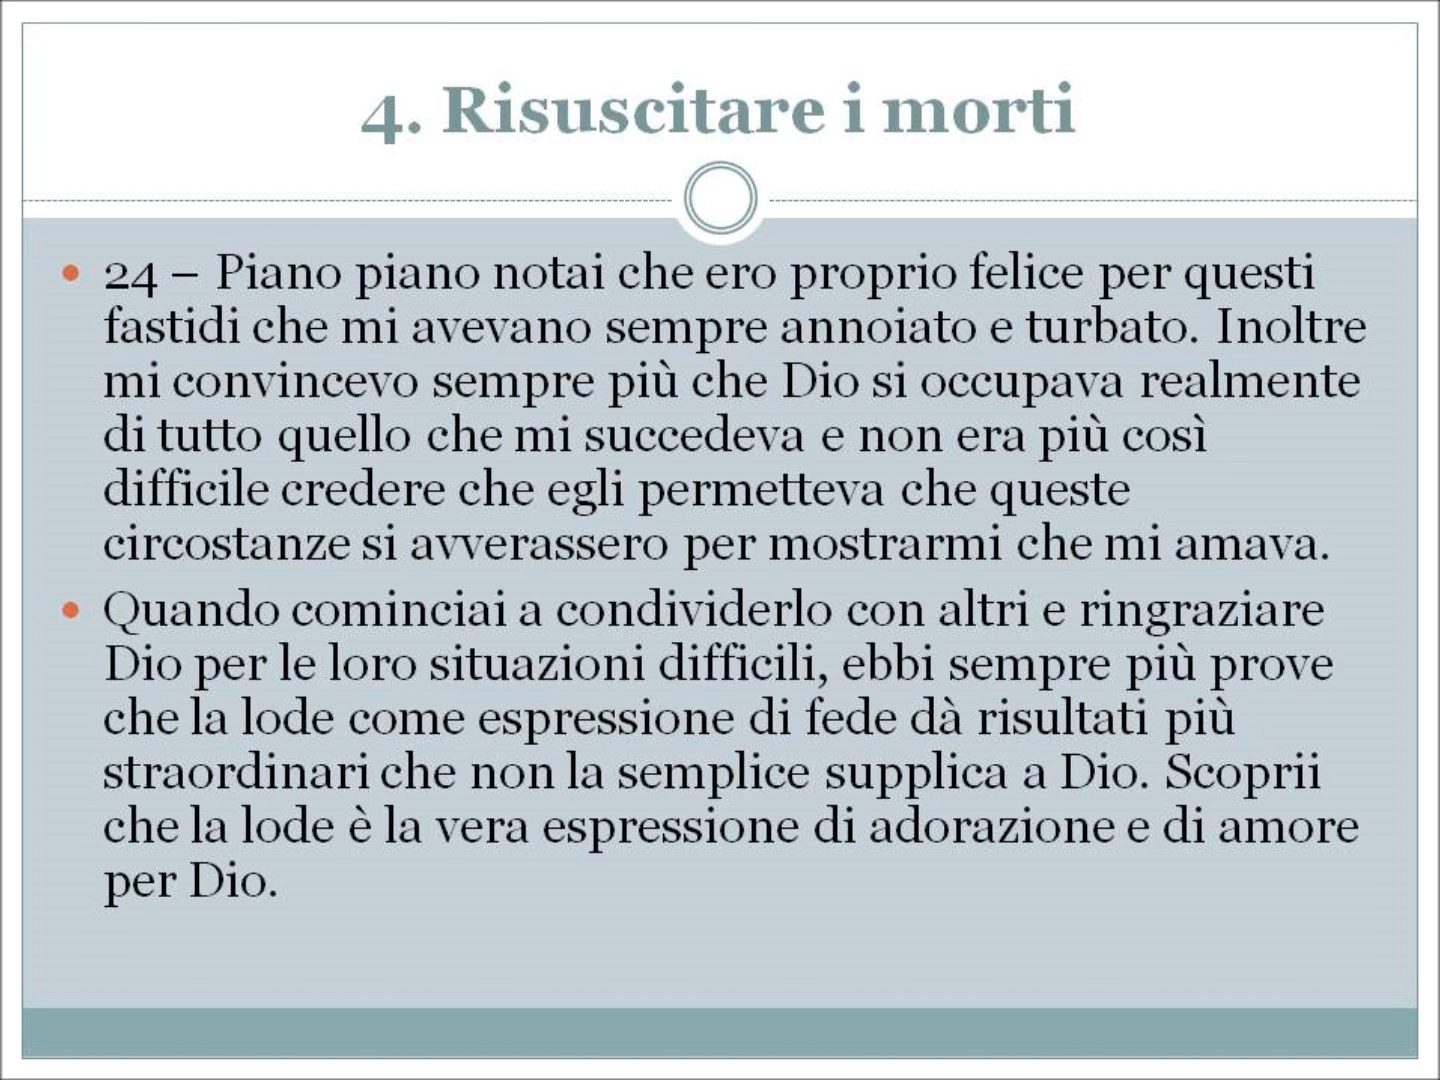 4. Risuscitare i morti
• 24 – Piano piano notai che ero proprio felice per questi
fastidi che mi avevano sempre annoiato e turbato. Inoltre
mi convincevo sempre più che Dio si occupava realmente
di tutto quello che mi succedeva e non era più così
difficile credere che egli permetteva che queste
circostanze si avverassero per mostrarmi che mi amava.
• Quando cominciai a condividerlo con altri e ringraziare
Dio per le loro situazioni difficili, ebbi sempre più prove
che la lode come espressione di fede dà risultati più
straordinari che non la semplice supplica a Dio. Scoprii
che la lode è la vera espressione di adorazione e di amore
per Dio.